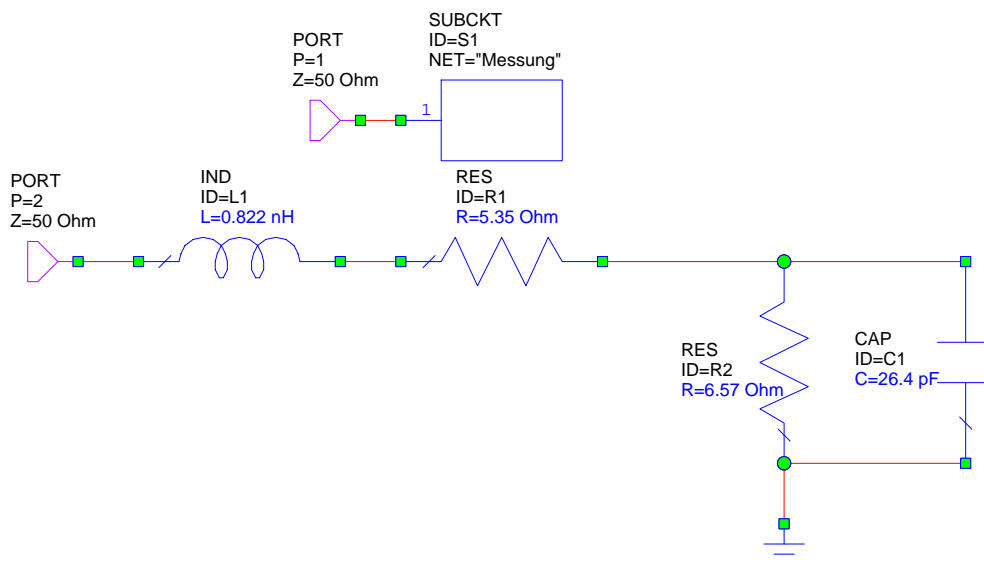 SUBCKT
ID=S1
NET="Messung"
PORT
P=1
Z=50 Ohm
1
PORT
P=2
Z=50 Ohm
IND
ID=L1
L=0.822 nH
RES
ID=R1
R=5.35 Ohm
RES
ID=R2
R=6.57 Ohm
CAP
ID=C1
C=26.4 pF